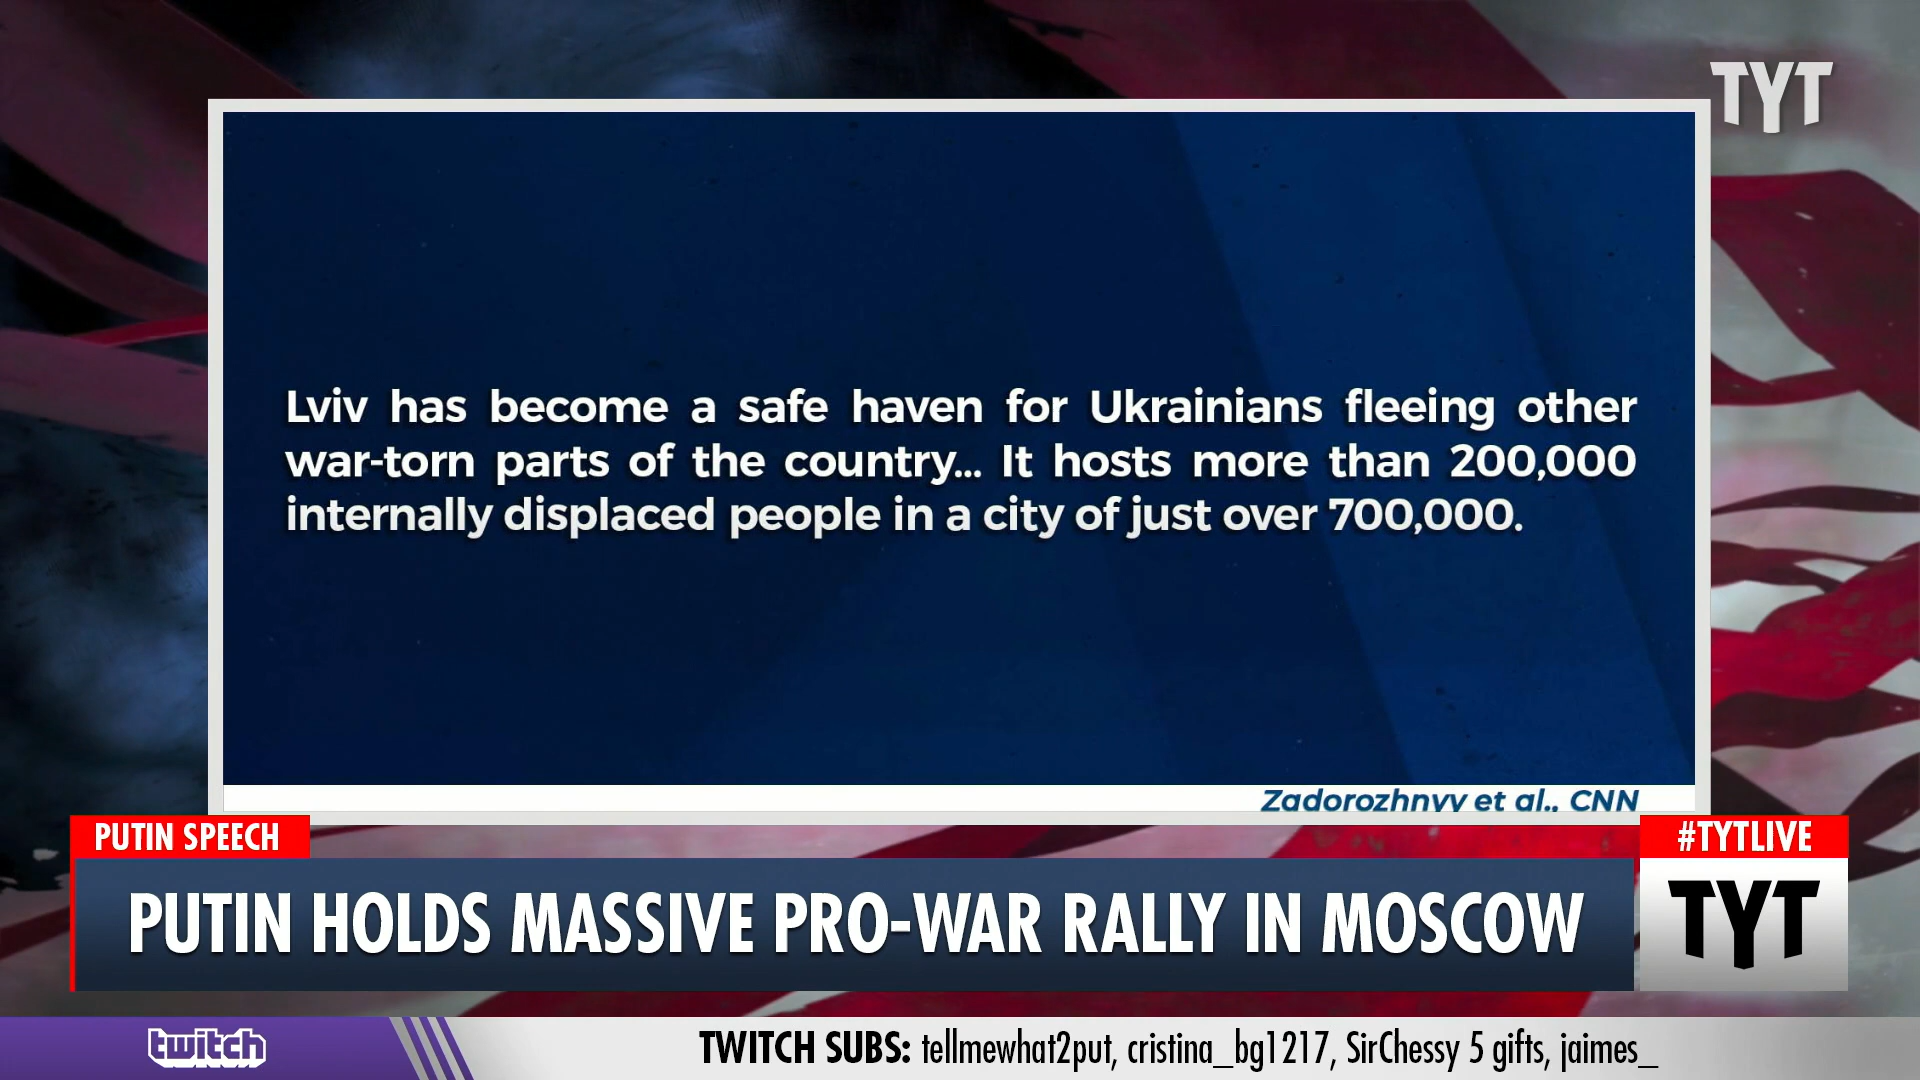 TYT
Lviv has become a safe haven for Ukrainians fleeing other
war-torn parts of the country... It hosts more than 200,000
internally displaced people in a city of just over 700,000.
Zadorozhnyy et al., CNN
PUTIN SPEECH
#TYTLIVE
PUTIN HOLDS MASSIVE PRO-WAR RALLY IN MOSCOW
TYT
twitch
TWITCH SUBS: tellmewhat2put, cristina_bg1217, SirChessy 5 gifts, jaimes_